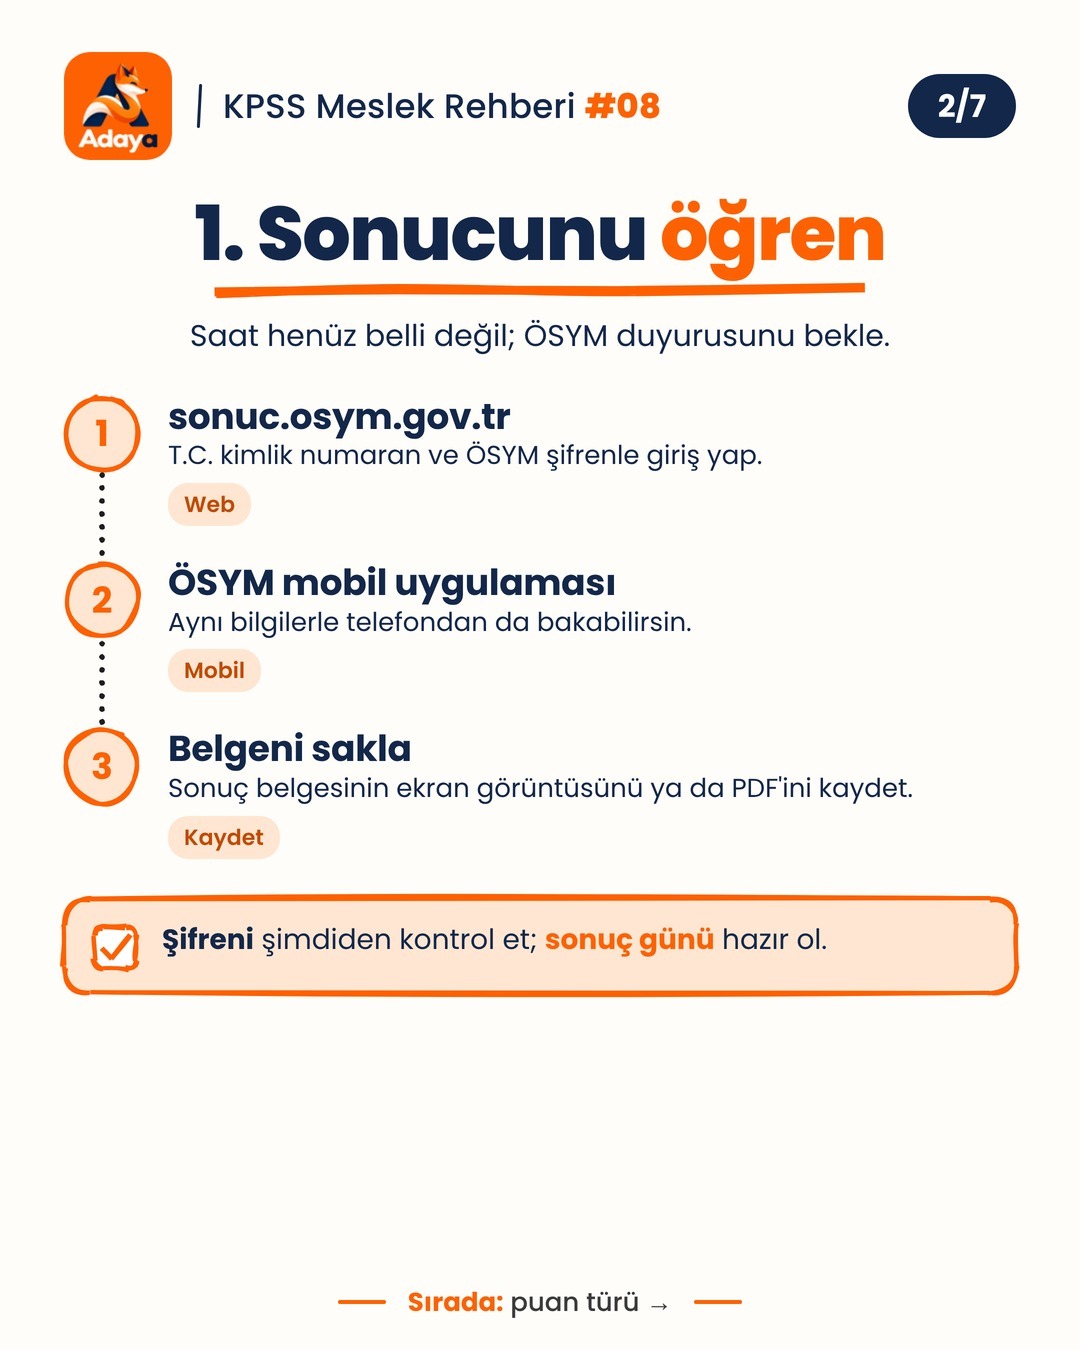 Adaya
KPSS Meslek Rehberi #08
2/7
1. Sonucunu öğren
Saat henüz belli değil; ÖSYM duyurusunu bekle.
1
sonuc.osym.gov.tr
T.C. kimlik numaran ve ÖSYM şifrenle giriş yap.
Web
2
ÖSYM mobil uygulaması
Aynı bilgilerle telefondan da bakabilirsin.
Mobil
3
Belgeni sakla
Sonuç belgesinin ekran görüntüsünü ya da PDF'ini kaydet.
Kaydet
Şifreni şimdiden kontrol et; sonuç günü hazır ol.
Sırada: puan türü →